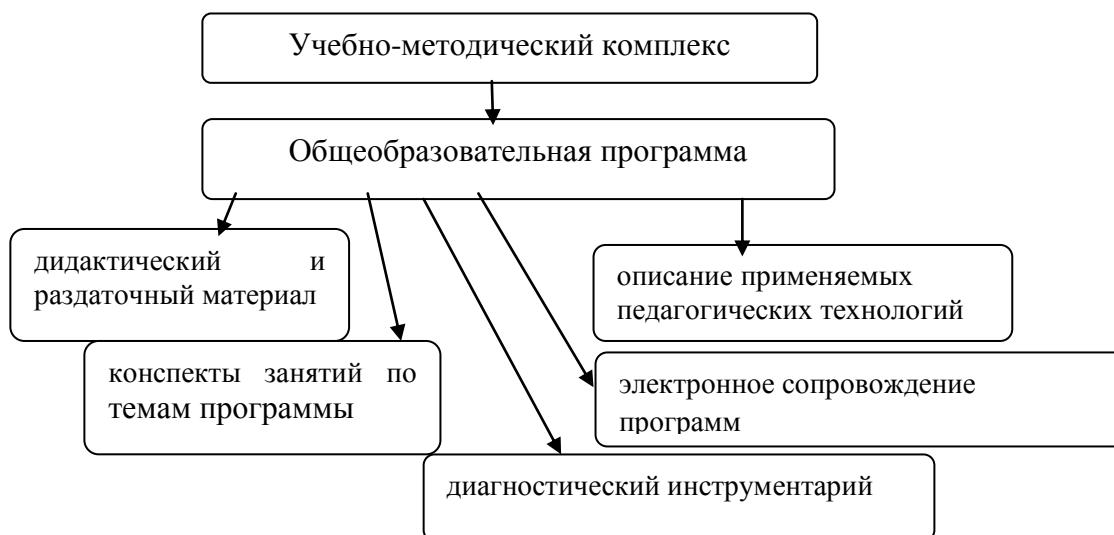 Учебно-методический комплекс
Общеобразовательная программа
дидактический и
раздаточный материал
описание применяемых
педагогических технологий
конспекты занятий по
темам программы
электронное сопровождение
программ
диагностический инструментарий